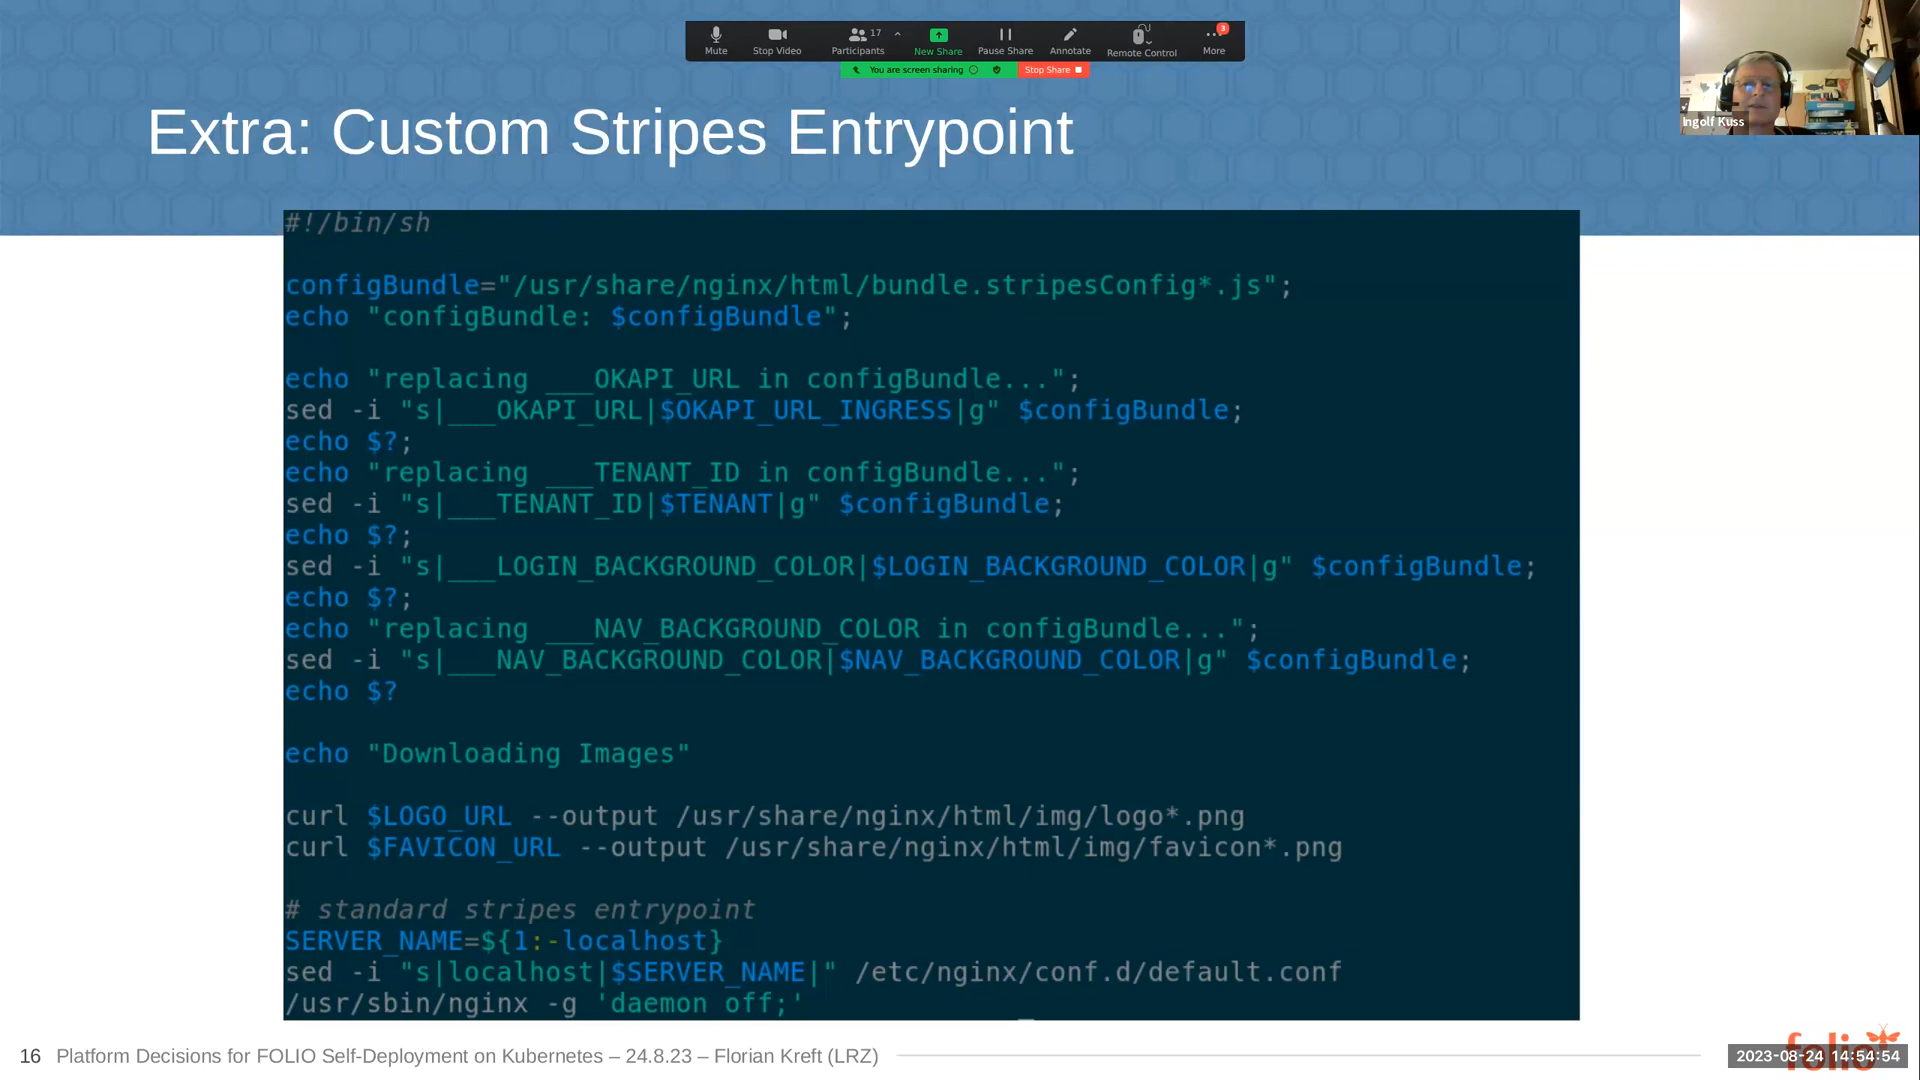 Mute
Stop Video
Participants
17
New Share
Pause Share
Annotate
Remote Control
More
3
You are screen sharing
Stop Share
Ingolf Kuss
Extra: Custom Stripes Entrypoint
#!/bin/sh
configBundle="/usr/share/nginx/html/bundle.stripesConfig*.js";
echo "configBundle: $configBundle";
echo "replacing ___OKAPI_URL in configBundle...";
sed -i "s|___OKAPI_URL|$OKAPI_URL_INGRESS|g" $configBundle;
echo $?;
echo "replacing ___TENANT_ID in configBundle...";
sed -i "s|___TENANT_ID|$TENANT|g" $configBundle;
echo $?;
sed -i "s|___LOGIN_BACKGROUND_COLOR|$LOGIN_BACKGROUND_COLOR|g" $configBundle;
echo $?;
echo "replacing ___NAV_BACKGROUND_COLOR in configBundle...";
sed -i "s|___NAV_BACKGROUND_COLOR|$NAV_BACKGROUND_COLOR|g" $configBundle;
echo $?
echo "Downloading Images"
curl $LOGO_URL --output /usr/share/nginx/html/img/logo*.png
curl $FAVICON_URL --output /usr/share/nginx/html/img/favicon*.png
# standard stripes entrypoint
SERVER_NAME=${1:-localhost}
sed -i "s|localhost|$SERVER_NAME|" /etc/nginx/conf.d/default.conf
/usr/sbin/nginx -g 'daemon off;'
16 Platform Decisions for FOLIO Self-Deployment on Kubernetes – 24.8.23 – Florian Kreft (LRZ)
folio
2023-08-24 14:54:54